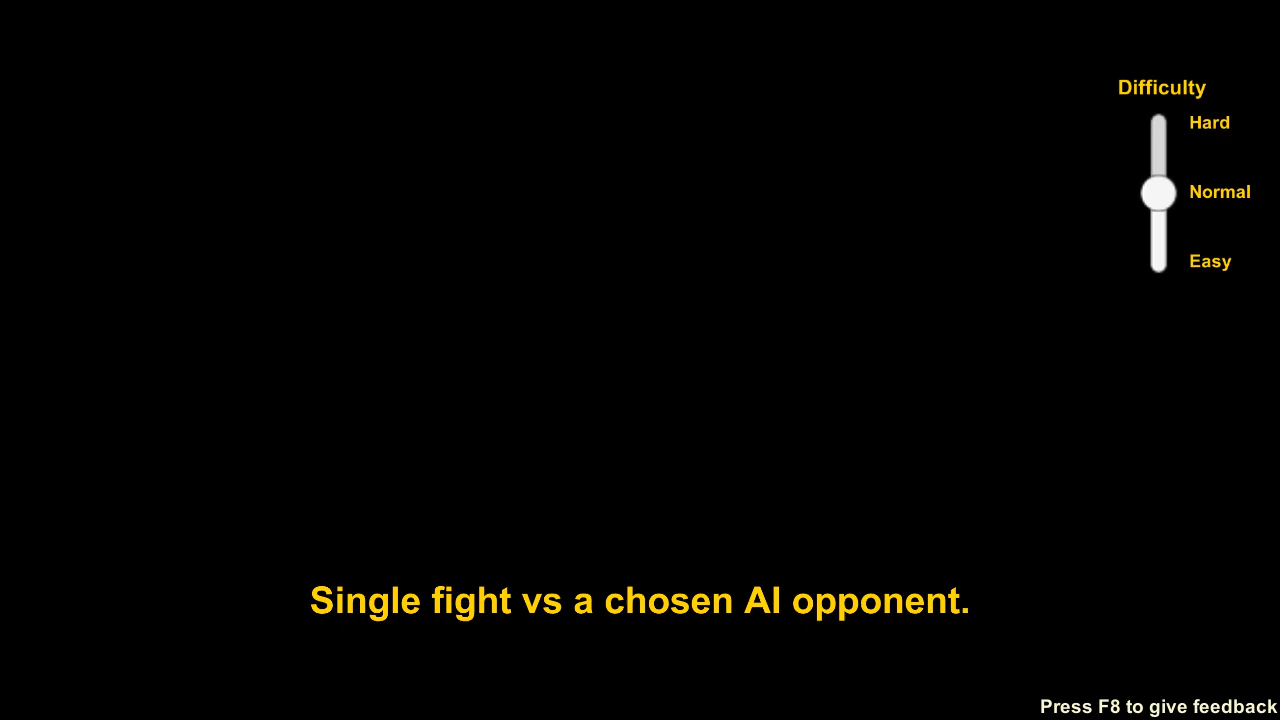 Difficulty
Hard
Normal
Easy
Single fight vs a chosen AI opponent.
Press F8 to give feedback